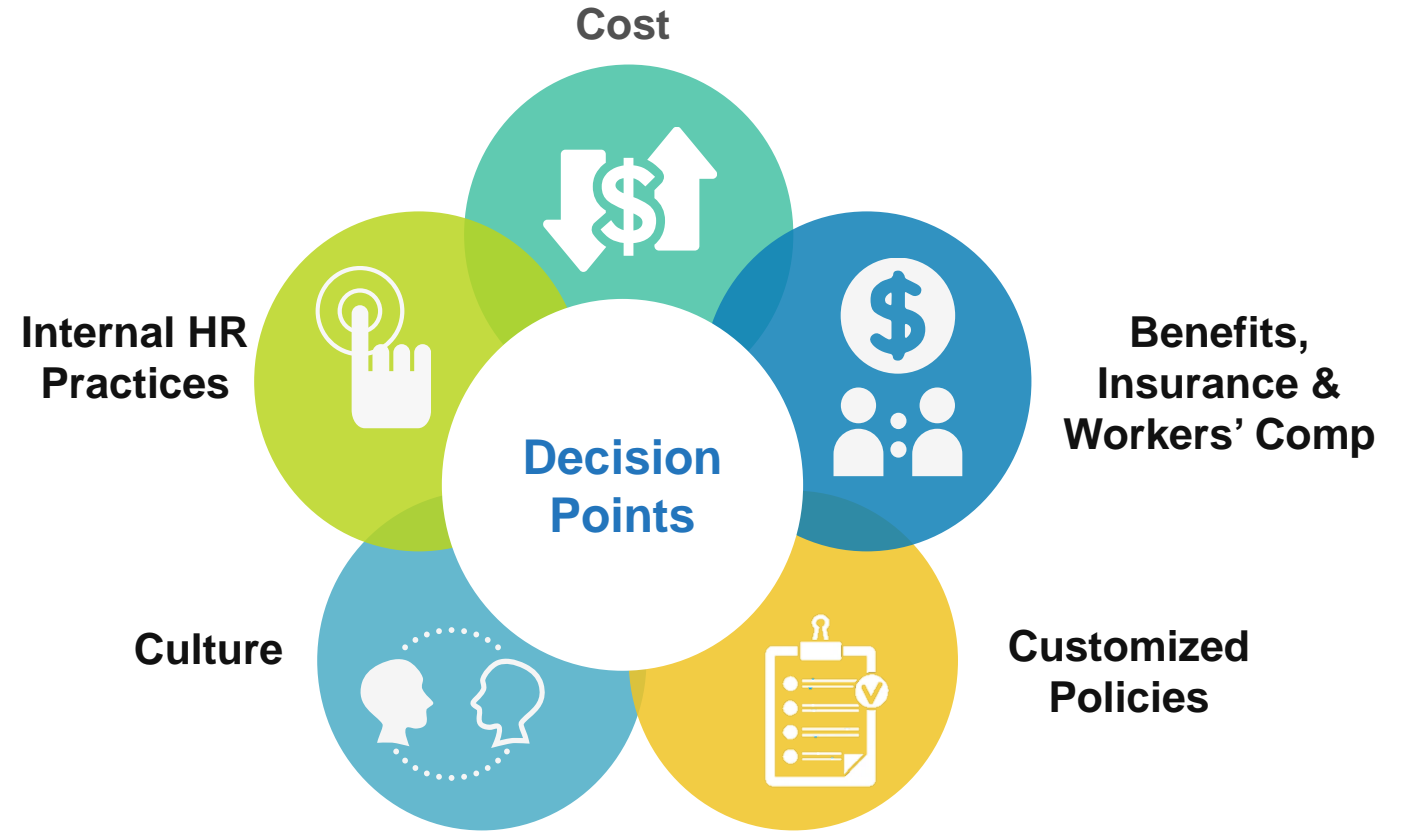 Cost
Internal HR
Practices
Benefits,
Insurance &
Workers’ Comp
Decision
Points
Culture
Customized
Policies